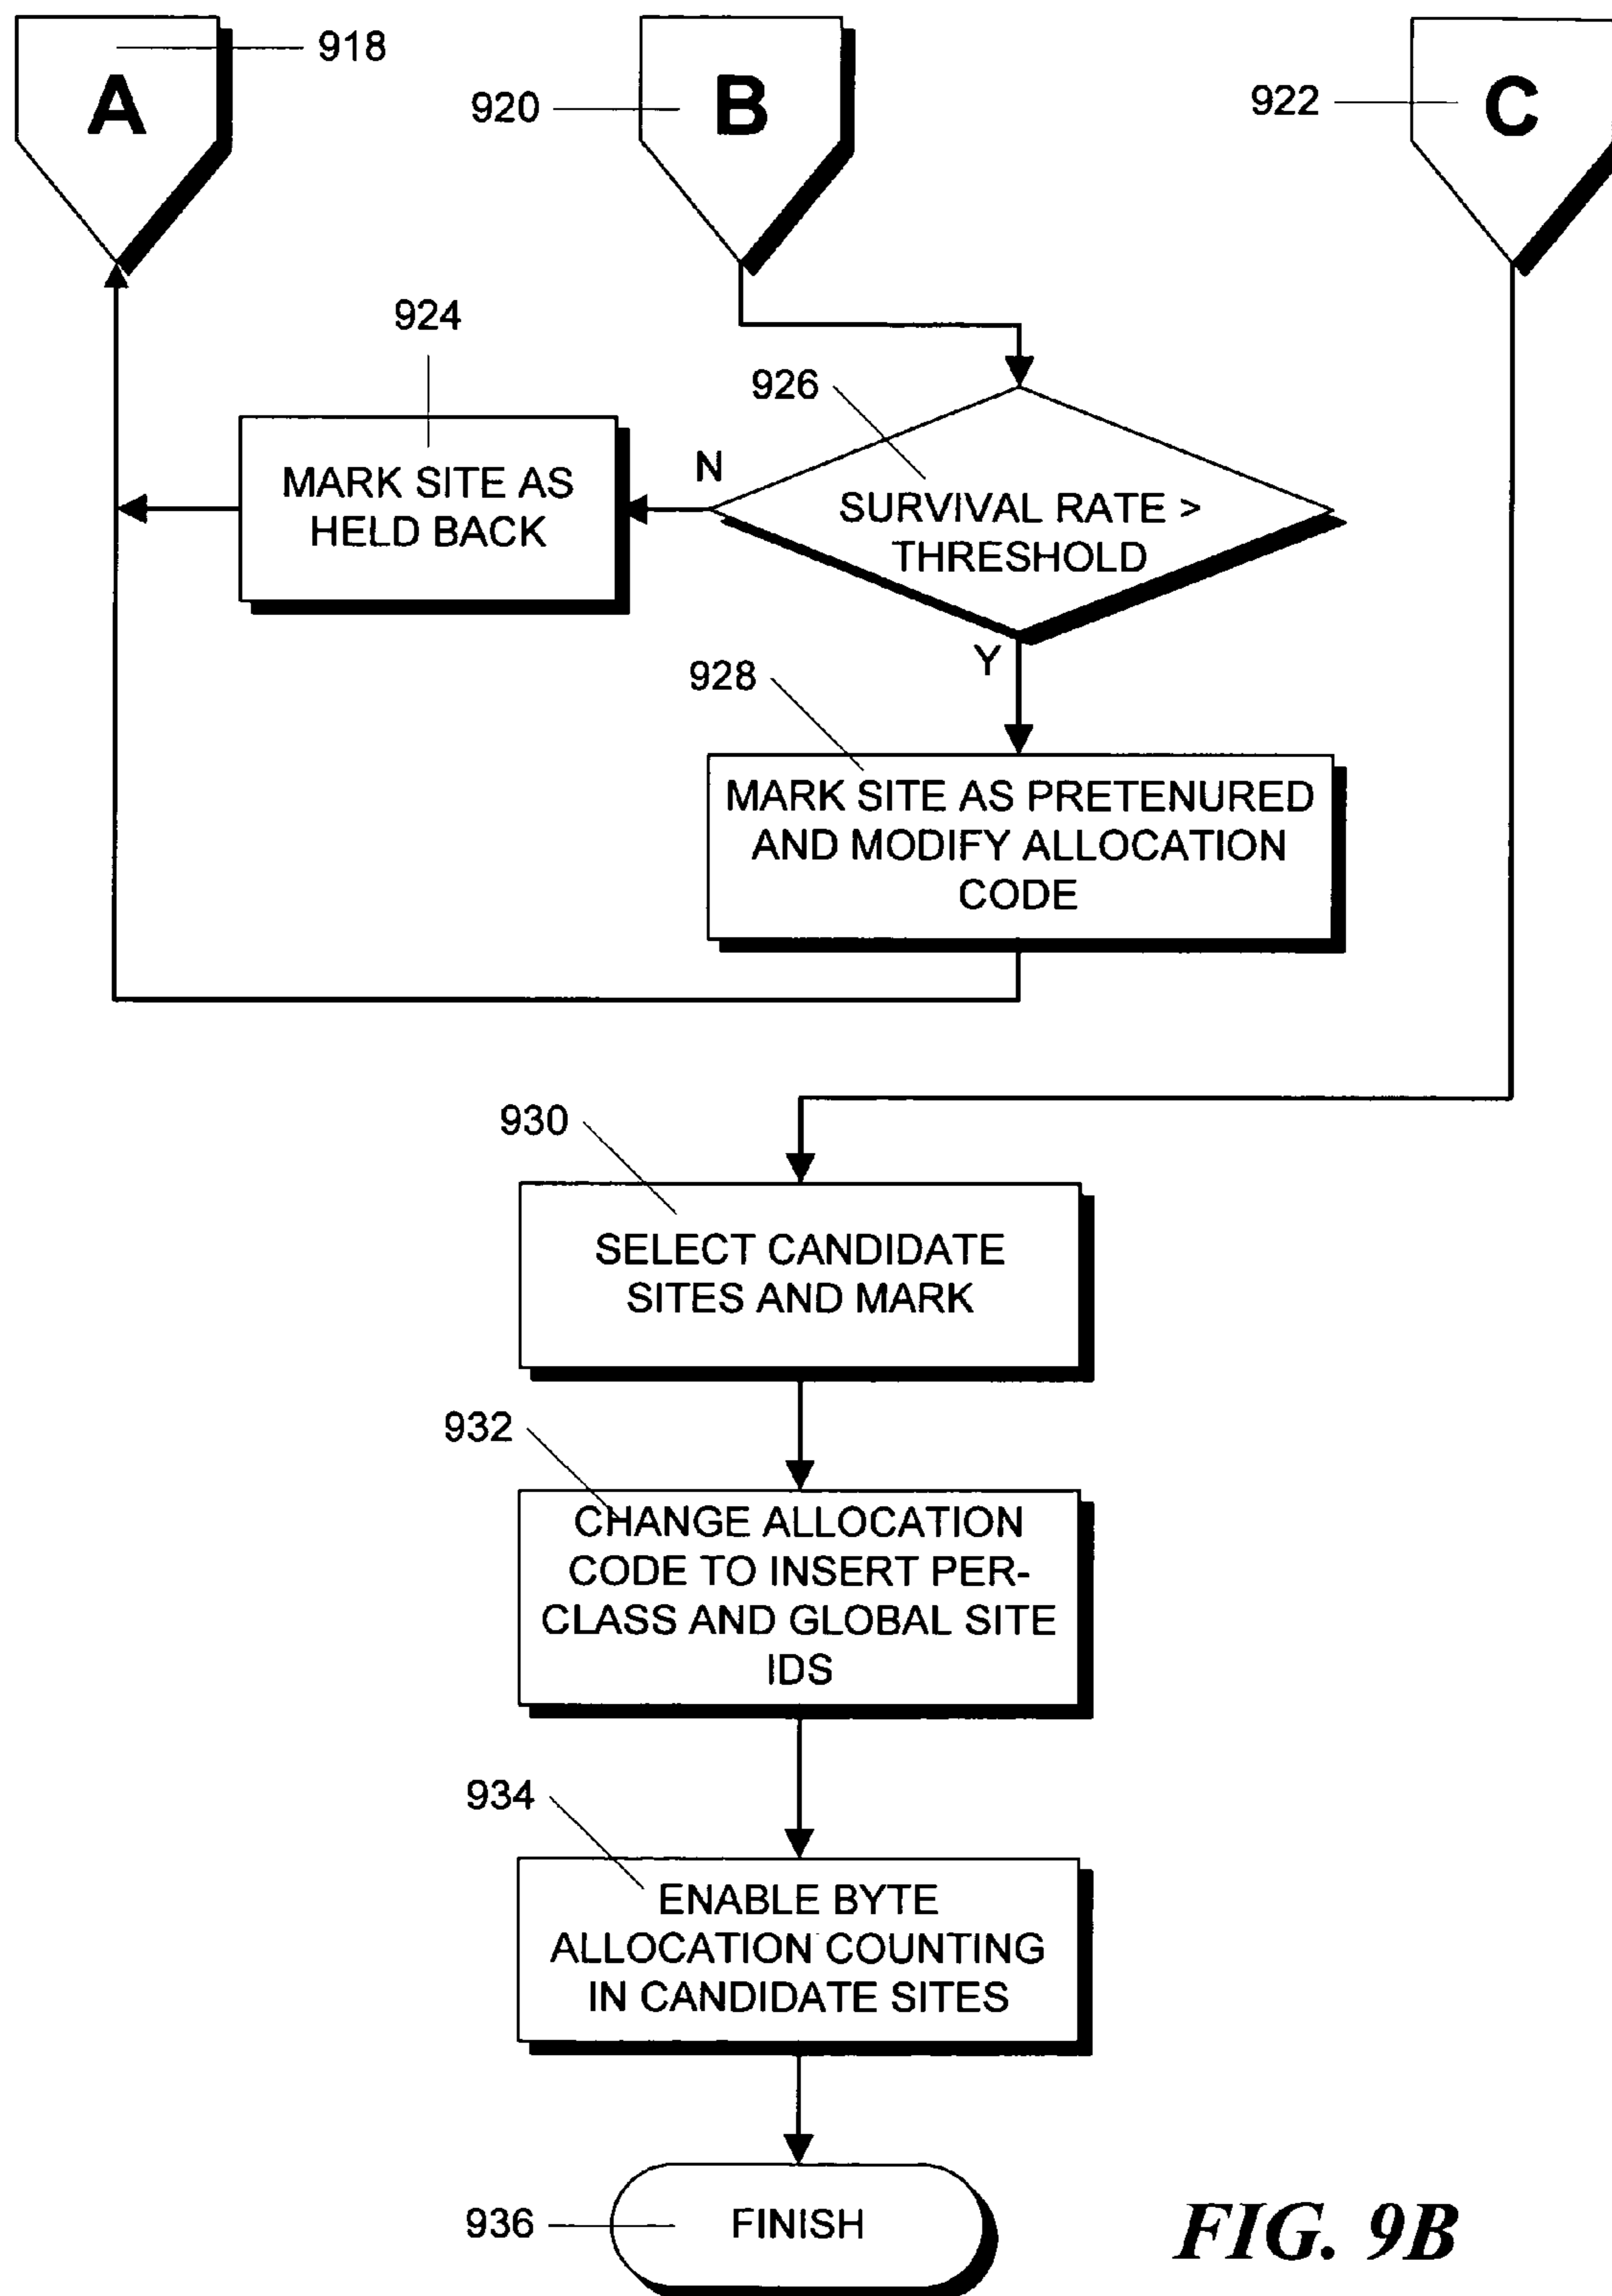 918
A
920
B
922
C
924
926
MARK SITE AS
HELD BACK
N
SURVIVAL RATE >
THRESHOLD
Y
928
MARK SITE AS PRETENURED
AND MODIFY ALLOCATION
CODE
930
SELECT CANDIDATE
SITES AND MARK
932
CHANGE ALLOCATION
CODE TO INSERT PER-
CLASS AND GLOBAL SITE
IDS
934
ENABLE BYTE
ALLOCATION COUNTING
IN CANDIDATE SITES
936
FINISH
FIG. 9B